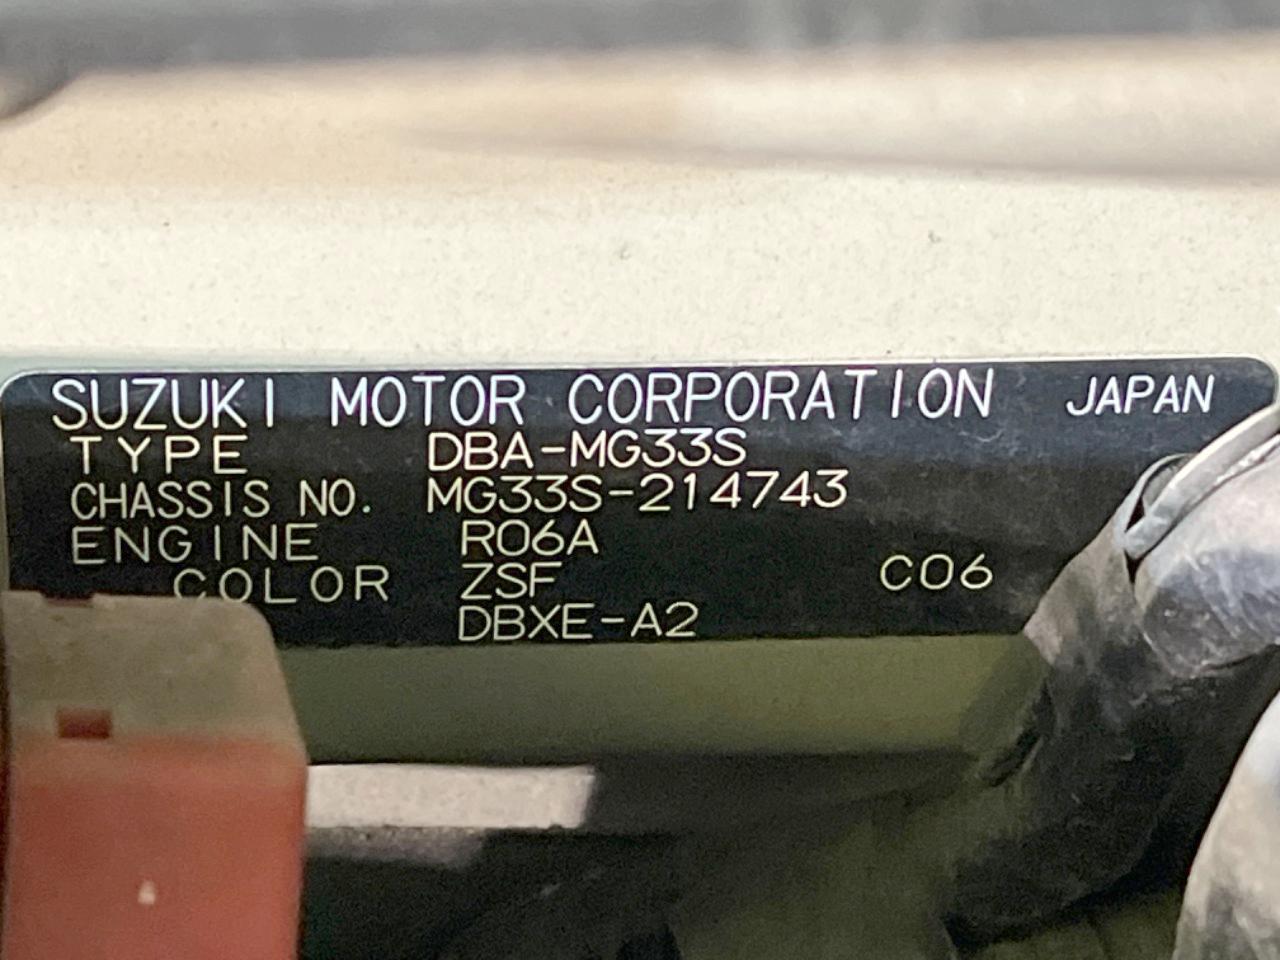 SUZUKI MOTOR CORPORATION JAPAN
TYPE DBA-MG33S
CHASSIS NO. MG33S-214743
ENGINE R06A
COLOR ZSF C06
DBXE-A2